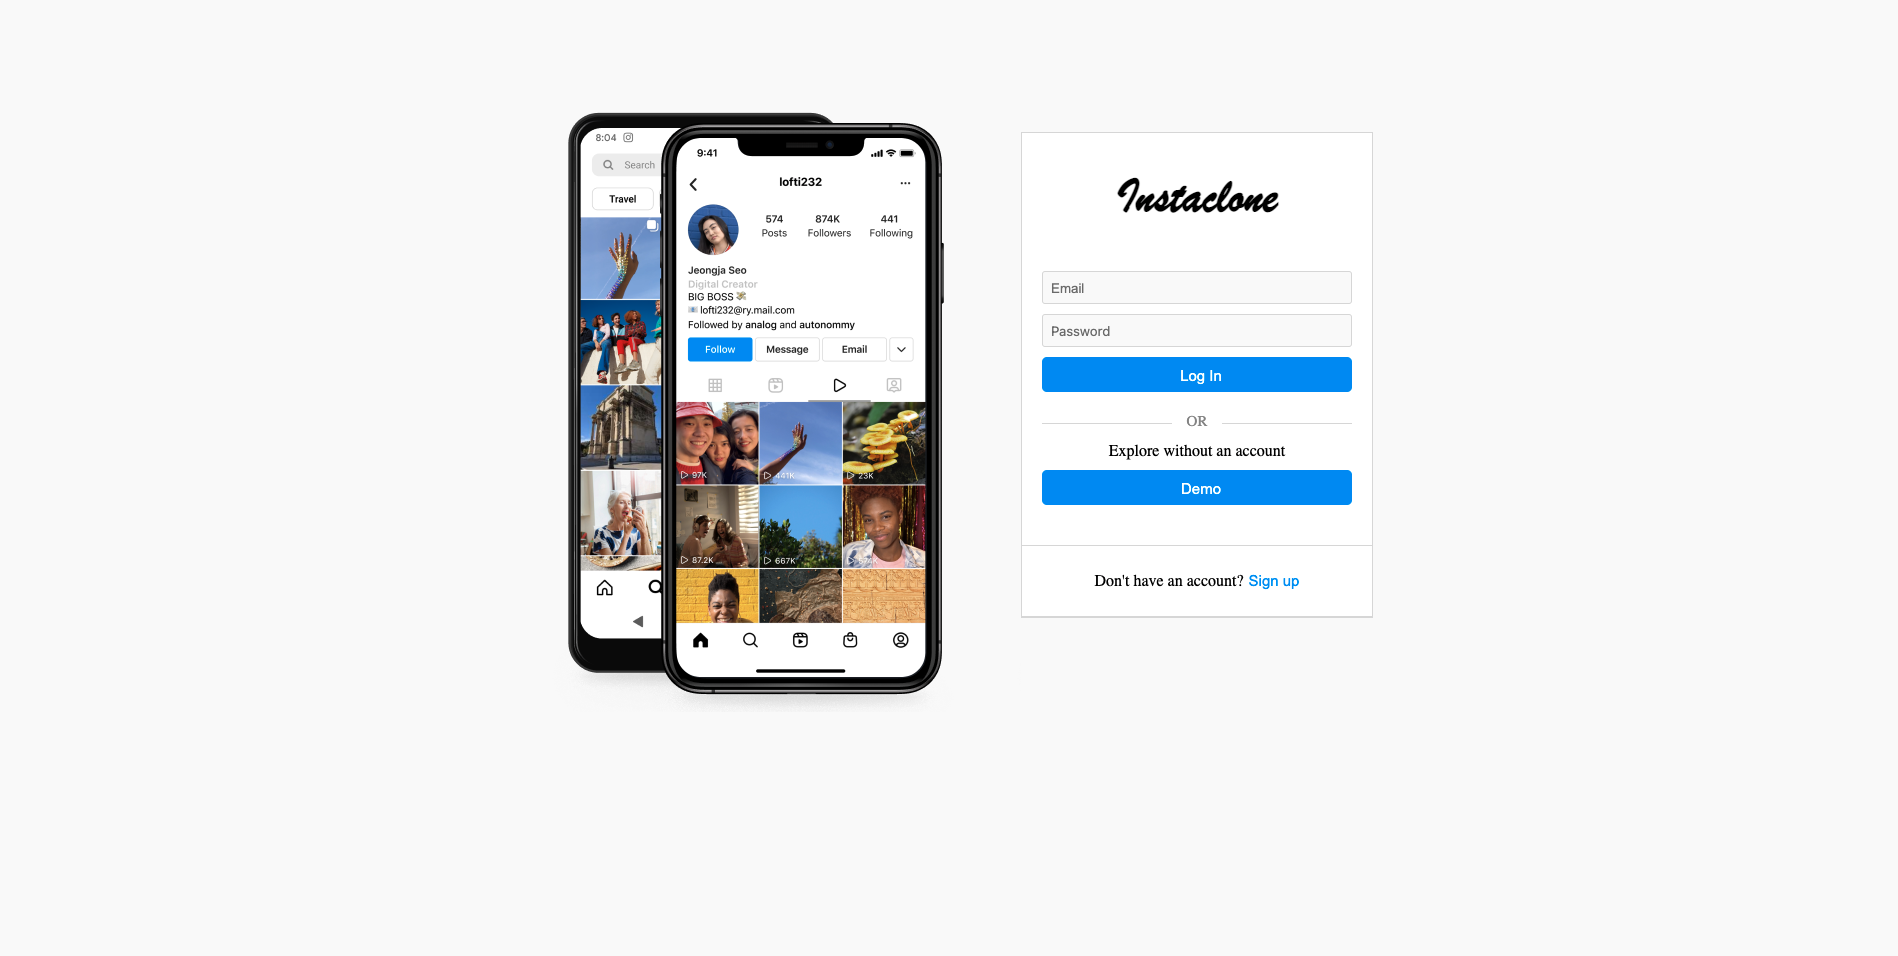 8:04
Search
Travel
9:41
lofti232
574 874K 441
Posts Followers Following
Jeongja Seo
Digital Creator
BIG BOSS
lofti232@ry.mail.com
Followed by analog and autonommy
Follow Message Email
97K 441K 23K
87.2K 667K
Instaclone
Email
Password
Log In
OR
Explore without an account
Demo
Don't have an account? Sign up